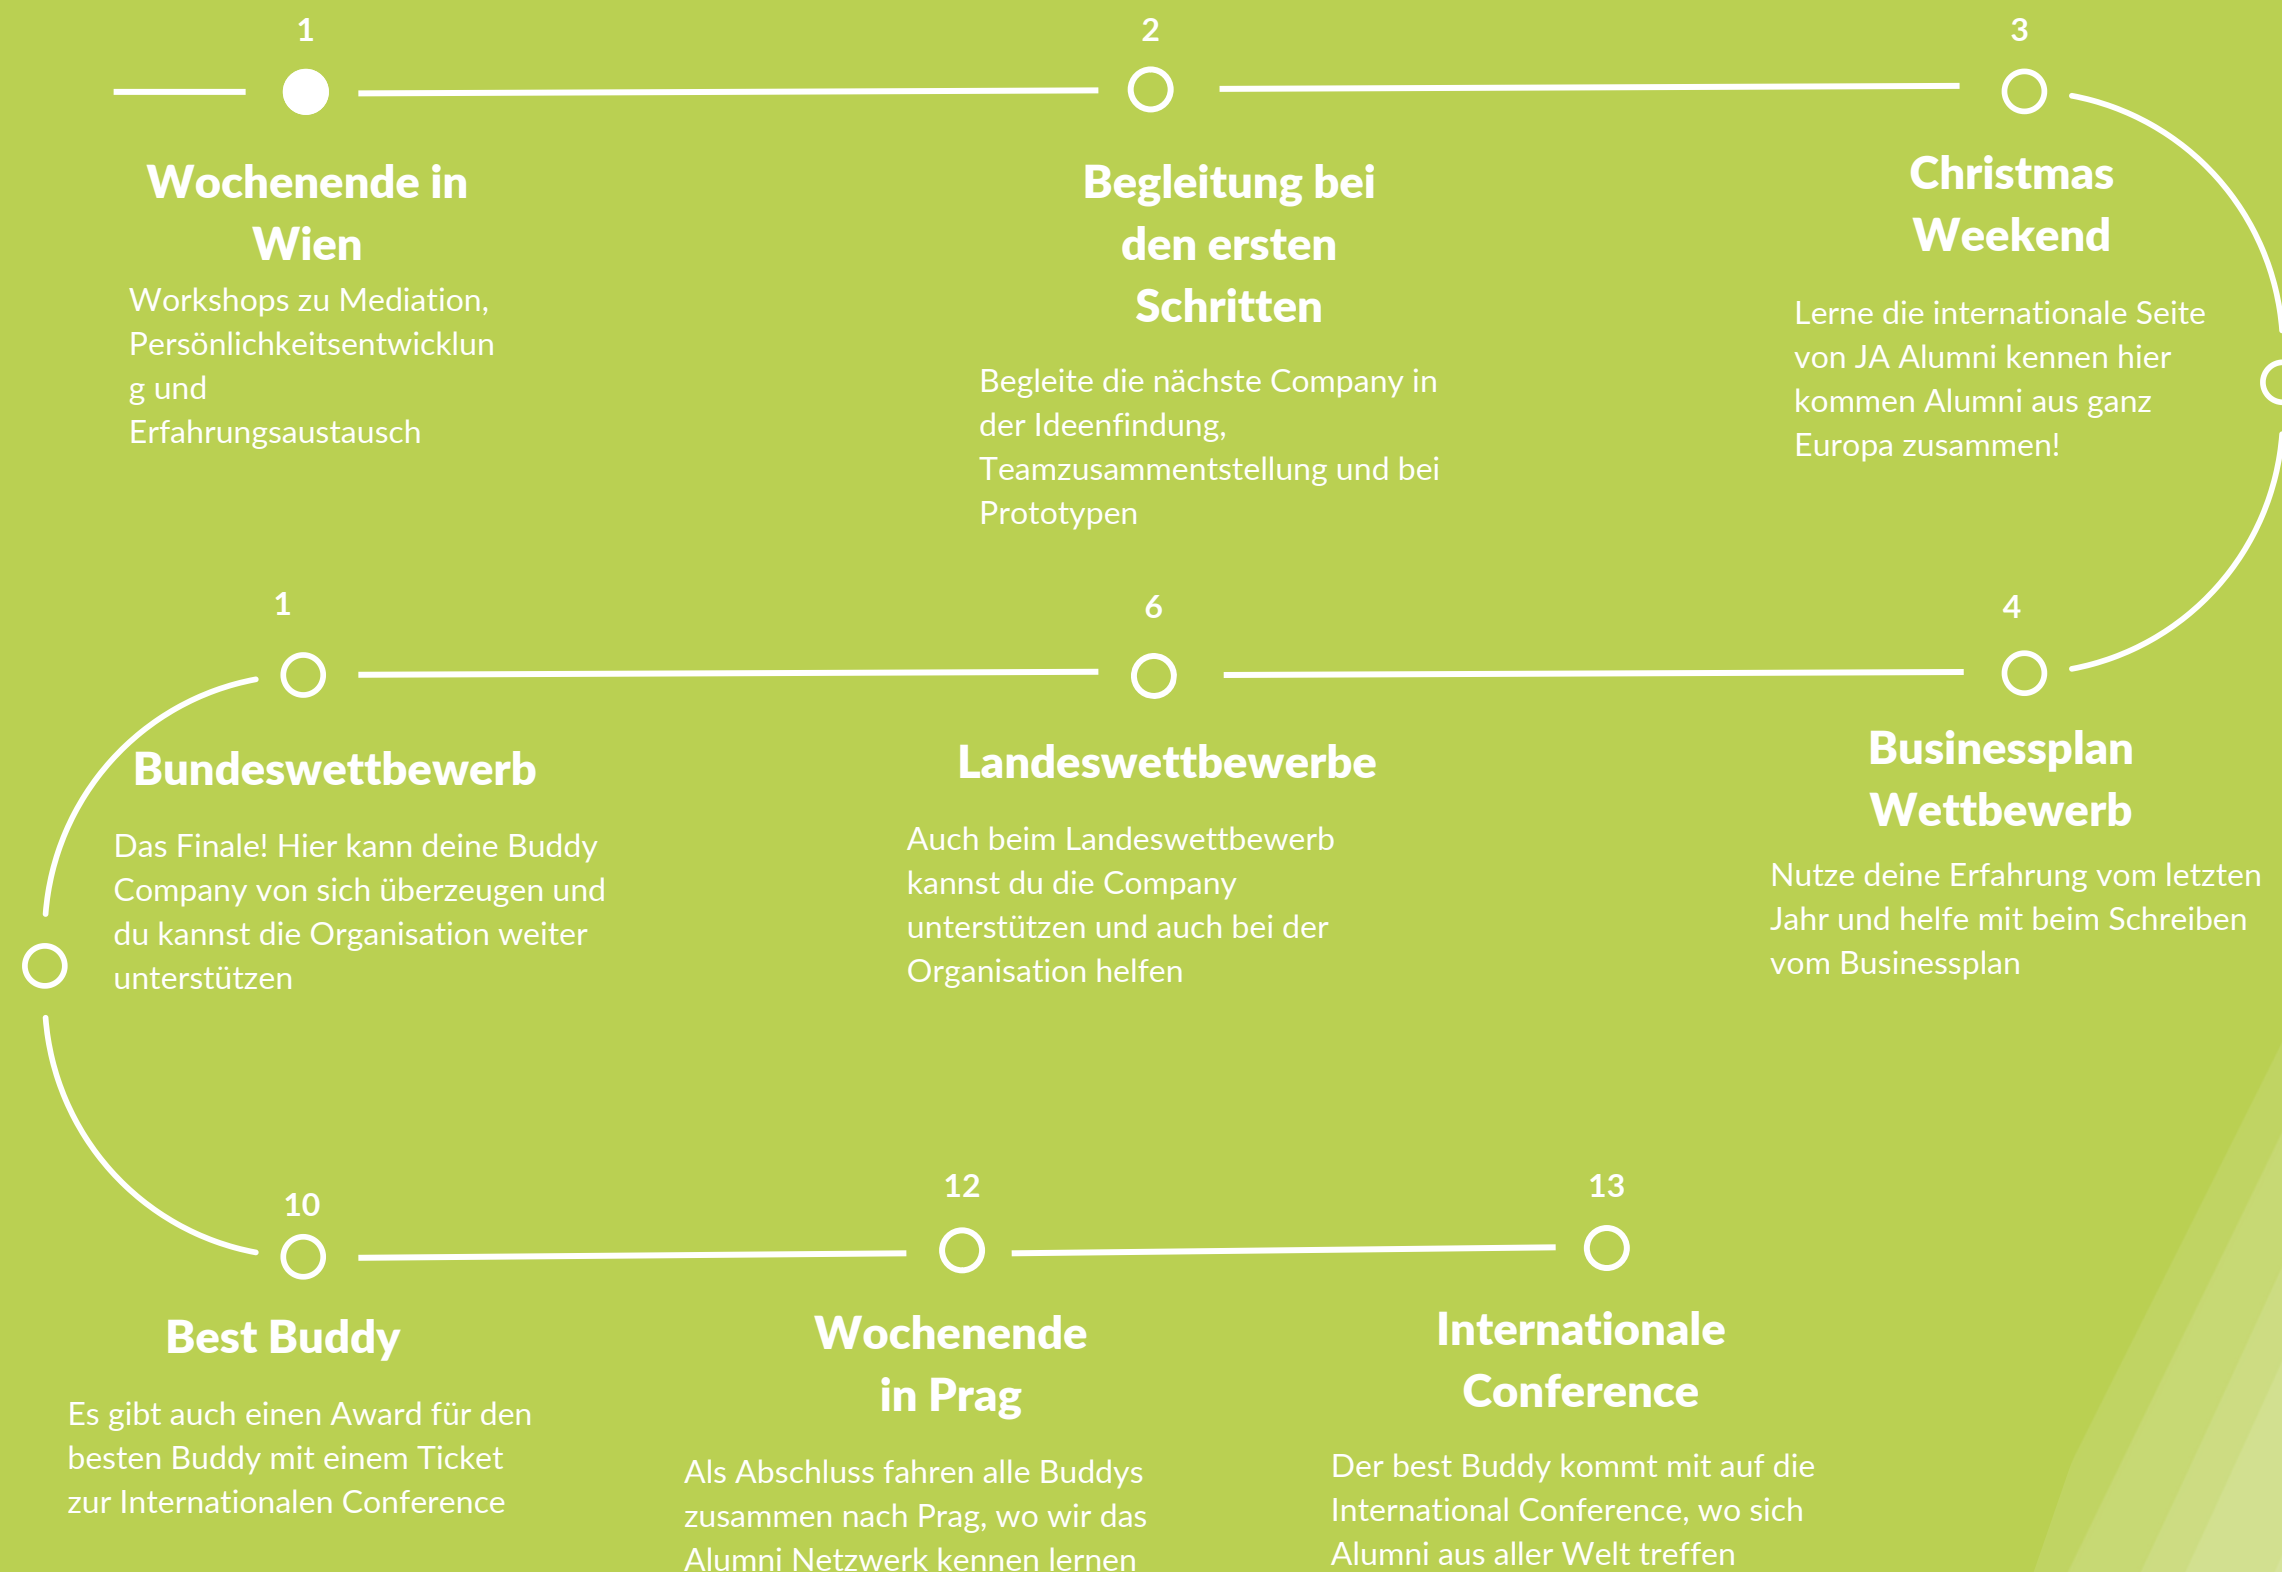 1
Wochenende in
Wien
Workshops zu Mediation,
Persönlichkeitsentwicklun
g und
Erfahrungsaustausch
2
Begleitung bei
den ersten
Schritten
Begleite die nächste Company in
der Ideenfindung,
Teamzusammentstellung und bei
Prototypen
3
Christmas
Weekend
Lerne die internationale Seite
von JA Alumni kennen hier
kommen Alumni aus ganz
Europa zusammen!
1
Bundeswettbewerb
Das Finale! Hier kann deine Buddy
Company von sich überzeugen und
du kannst die Organisation weiter
unterstützen
6
Landeswettbewerbe
Auch beim Landeswettbewerb
kannst du die Company
unterstützen und auch bei der
Organisation helfen
4
Businessplan
Wettbewerb
Nutze deine Erfahrung vom letzten
Jahr und helfe mit beim Schreiben
vom Businessplan
10
Best Buddy
Es gibt auch einen Award für den
besten Buddy mit einem Ticket
zur Internationalen Conference
12
Wochenende
in Prag
Als Abschluss fahren alle Buddys
zusammen nach Prag, wo wir das
Alumni Netzwerk kennen lernen
13
Internationale
Conference
Der best Buddy kommt mit auf die
International Conference, wo sich
Alumni aus aller Welt treffen